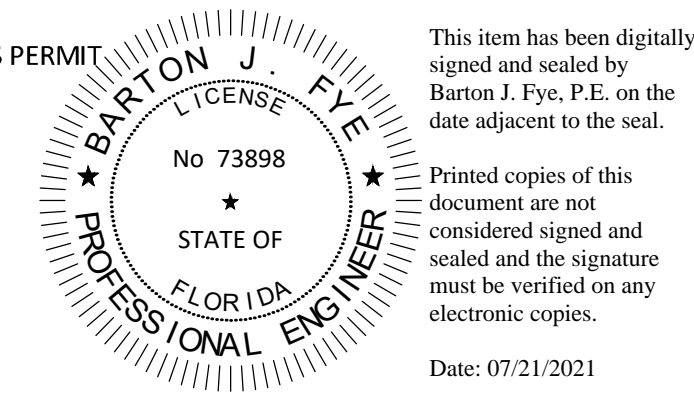 S PERMIT
BARTON J. FYE
LICENSE
No 73898
STATE OF
FLORIDA
PROFESSIONAL ENGINEER
This item has been digitally
signed and sealed by
Barton J. Fye, P.E. on the
date adjacent to the seal.
Printed copies of this
document are not
considered signed and
sealed and the signature
must be verified on any
electronic copies.
Date: 07/21/2021